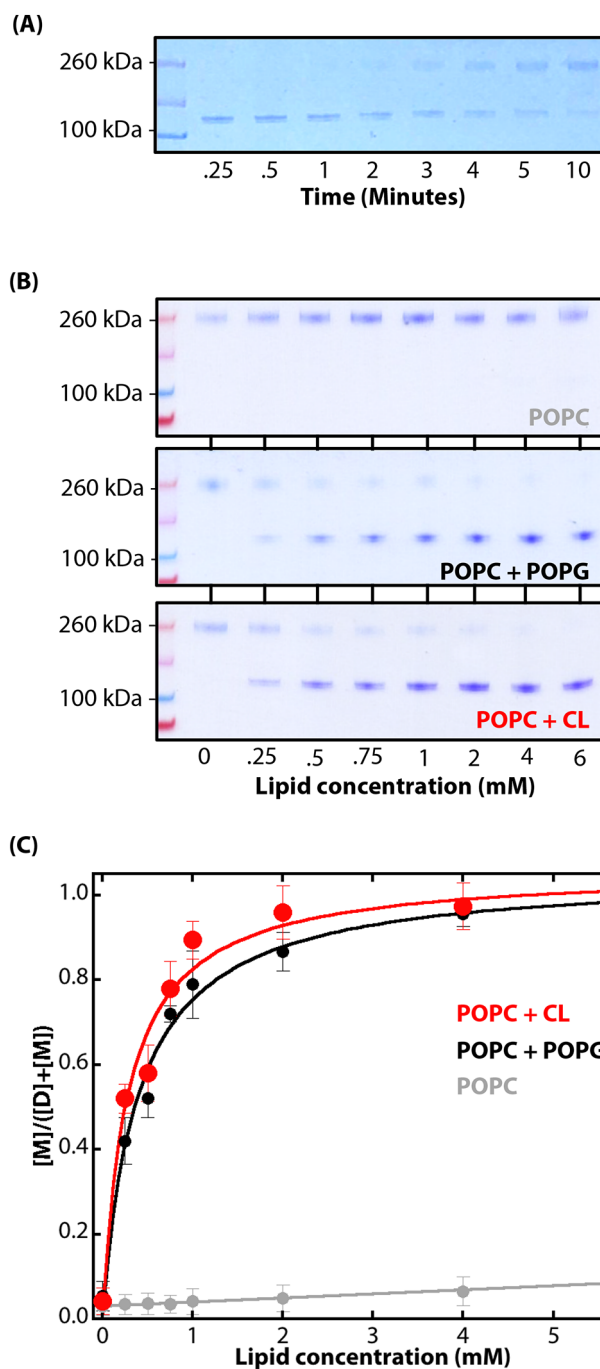 (A)
260 kDa
100 kDa
.25 .5 1 2 3 4 5 10
Time (Minutes)
(B)
260 kDa
100 kDa
POPC
260 kDa
100 kDa
POPC + POPG
260 kDa
100 kDa
POPC + CL
0 .25 .5 .75 1 2 4 6
Lipid concentration (mM)
(C)
[M]/([D]+[M])
1.0
0.8
0.6
0.4
0.2
0.0
POPC + CL
POPC + POPG
POPC
0 1 2 3 4 5
Lipid concentration (mM)